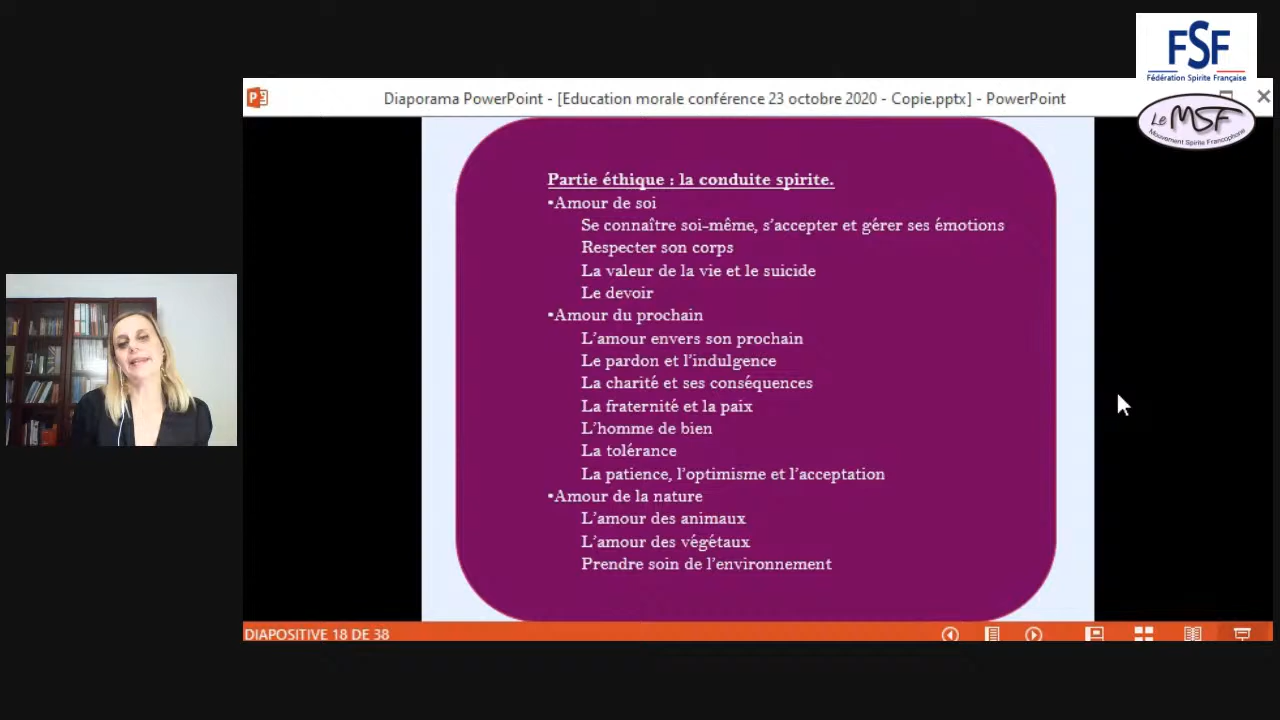 FSF
Fédération Spirite Française
Diaporama PowerPoint - [Education morale conférence 23 octobre 2020 - Copie.pptx] - PowerPoint
Le MSF
Mouvement Spirite Francophone
Partie éthique : la conduite spirite.
•Amour de soi
Se connaître soi-même, s’accepter et gérer ses émotions
Respecter son corps
La valeur de la vie et le suicide
Le devoir
•Amour du prochain
L’amour envers son prochain
Le pardon et l’indulgence
La charité et ses conséquences
La fraternité et la paix
L’homme de bien
La tolérance
La patience, l’optimisme et l’acceptation
•Amour de la nature
L’amour des animaux
L’amour des végétaux
Prendre soin de l’environnement
DIAPOSITIVE 18 DE 38